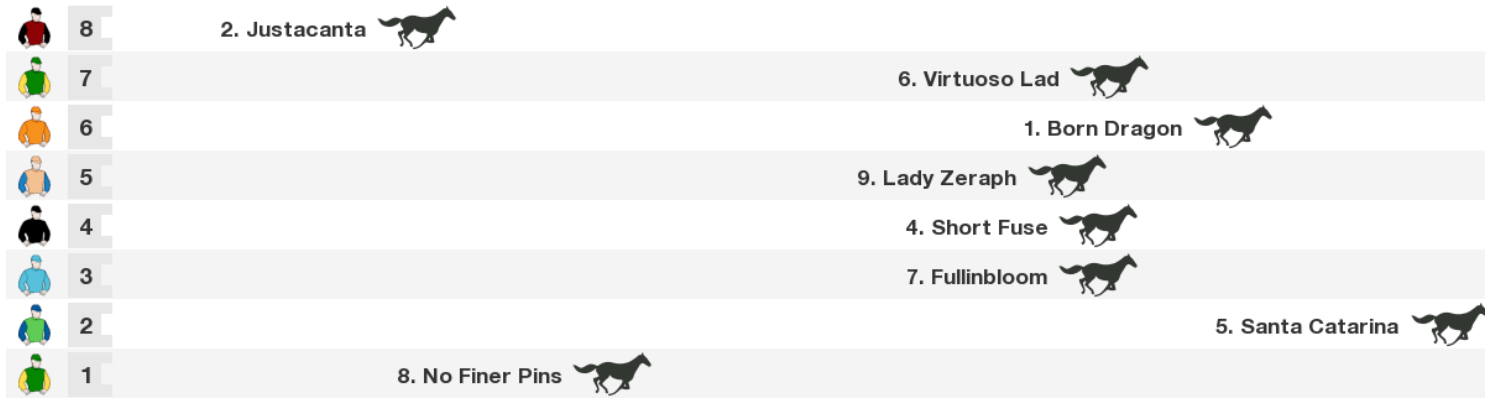 8 2. Justacanta
7 6. Virtuoso Lad
6 1. Born Dragon
5 9. Lady Zeraph
4 4. Short Fuse
3 7. Fullinbloom
2 5. Santa Catarina
1 8. No Finer Pins